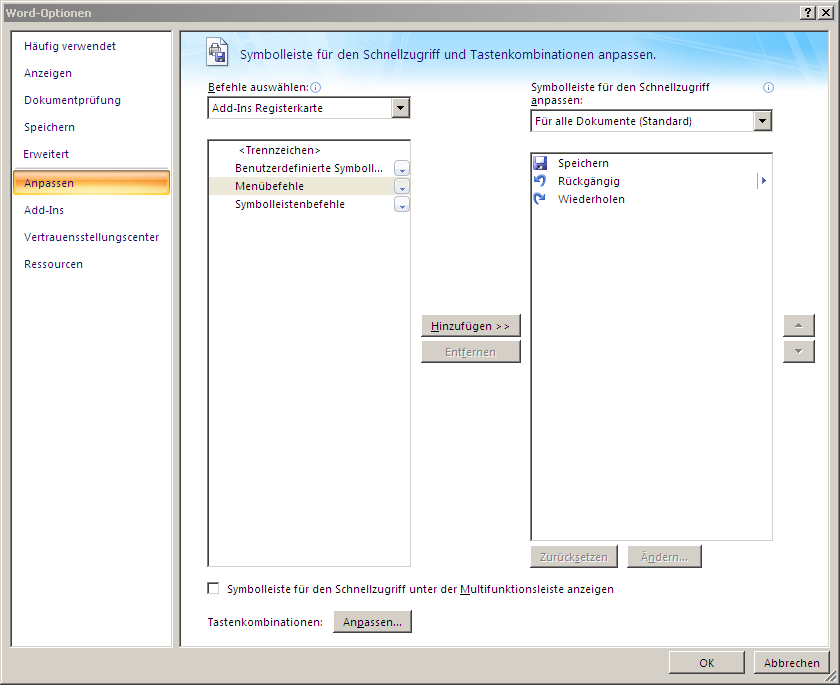 Word-Optionen
Häufig verwendet
Anzeigen
Dokumentprüfung
Speichern
Erweitert
Anpassen
Add-Ins
Vertrauensstellungscenter
Ressourcen
Symbolleiste für den Schnellzugriff und Tastenkombinationen anpassen.
Befehle auswählen:
Add-Ins Registerkarte
<Trennzeichen>
Benutzerdefinierte Symboll...
Menübefehle
Symbolleistenbefehle
Hinzufügen >>
Entfernen
Symbolleiste für den Schnellzugriff
anpassen:
Für alle Dokumente (Standard)
Speichern
Rückgängig
Wiederholen
Zurücksetzen
Ändern...
Symbolleiste für den Schnellzugriff unter der Multifunktionsleiste anzeigen
Tastenkombinationen:
Anpassen...
OK
Abbrechen